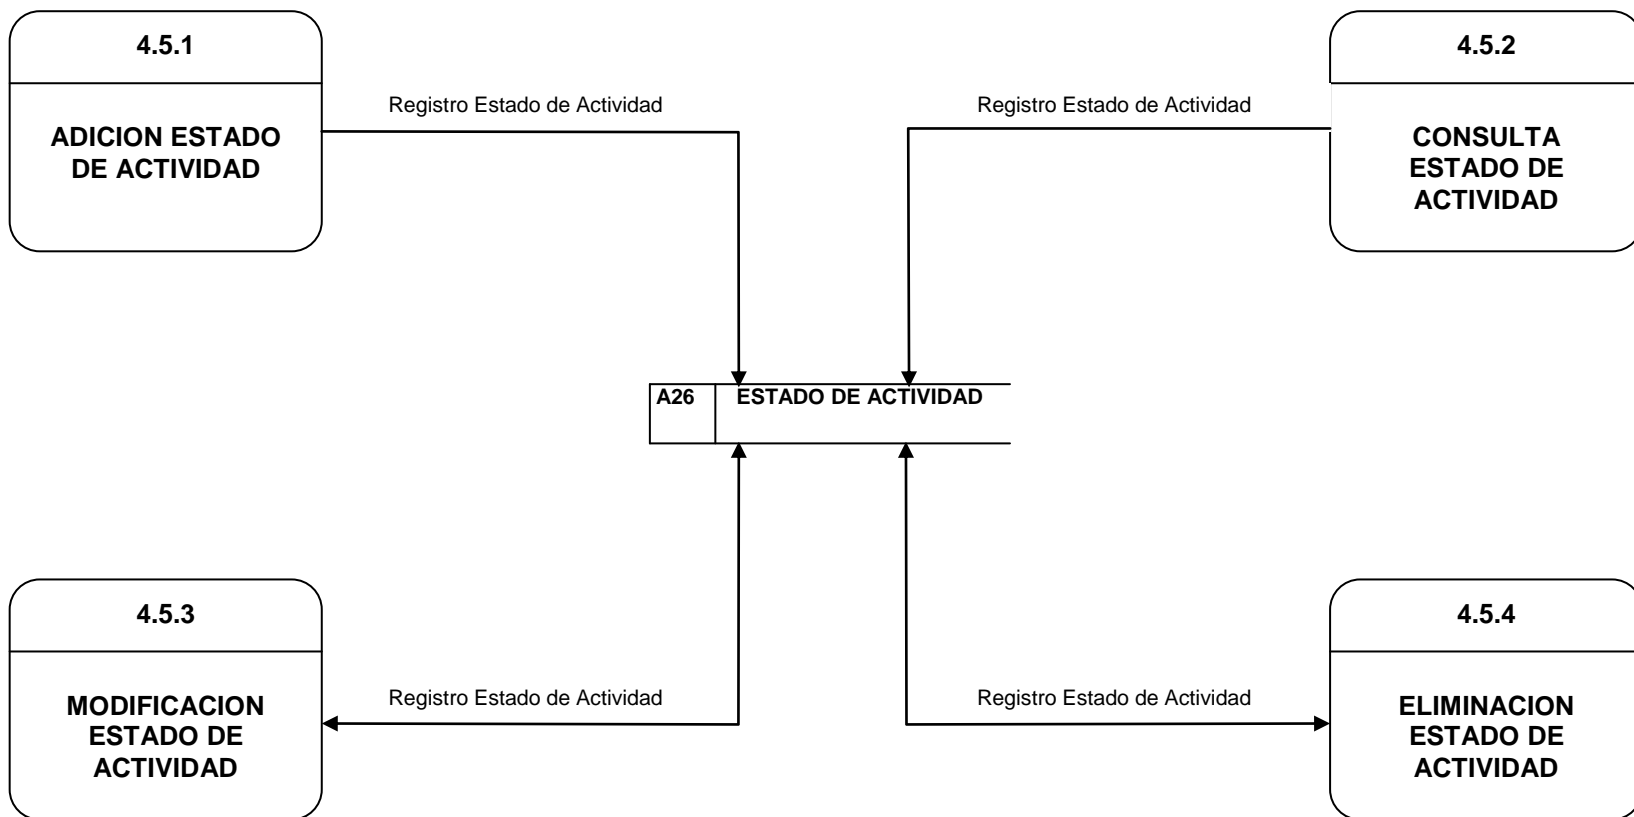 4.5.1
ADICION ESTADO
DE ACTIVIDAD
Registro Estado de Actividad
Registro Estado de Actividad
4.5.2
CONSULTA
ESTADO DE
ACTIVIDAD
A26
ESTADO DE ACTIVIDAD
4.5.3
MODIFICACION
ESTADO DE
ACTIVIDAD
Registro Estado de Actividad
Registro Estado de Actividad
4.5.4
ELIMINACION
ESTADO DE
ACTIVIDAD